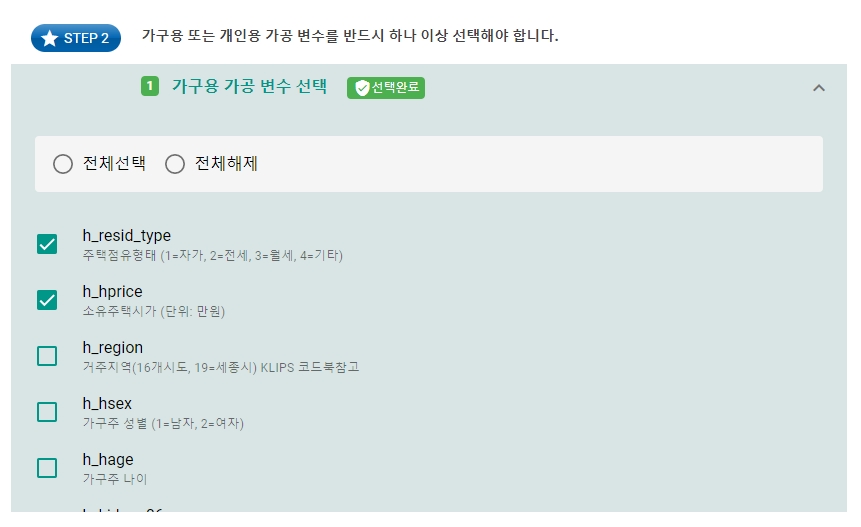 STEP 2 가구용 또는 개인용 가공 변수를 반드시 하나 이상 선택해야 합니다.
1 가구용 가공 변수 선택 선택완료
전체선택 전체해제
h_resid_type
주택점유형태 (1=자가, 2=전세, 3=월세, 4=기타)
h_hprice
소유주택시가 (단위: 만원)
h_region
거주지역(16개시도, 19=세종시) KLIPS 코드북참고
h_hsex
가구주 성별 (1=남자, 2=여자)
h_hage
가구주 나이